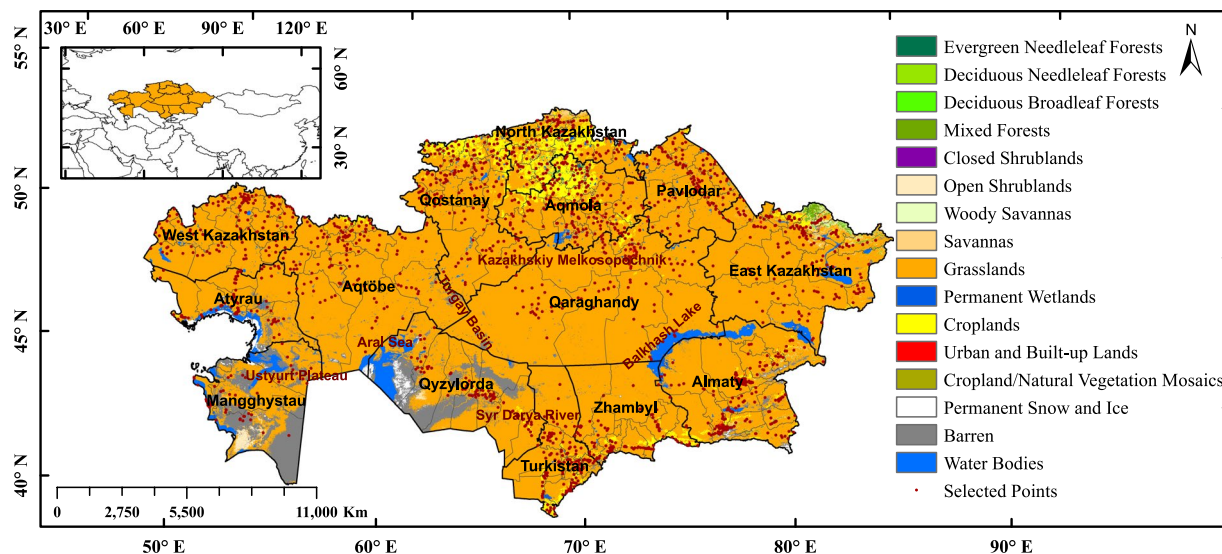 30° E 60° E 90° E 120° E
60° N
30° N
55° N
50° N
45° N
40° N
N
North Kazakhstan
Qostanay
Pavlodar
Aqmola
West Kazakhstan
Kazakhskiy Melkosopochnik
East Kazakhstan
Atyrau
Aqtöbe
Torgay Basin
Qaraghandy
Balkhash Lake
Aral Sea
Ustyurt Plateau
Mangghystau
Qyzylorda
Almaty
Syr Darya River
Zhambyl
Turkistan
Evergreen Needleleaf Forests
Deciduous Needleleaf Forests
Deciduous Broadleaf Forests
Mixed Forests
Closed Shrublands
Open Shrublands
Woody Savannas
Savannas
Grasslands
Permanent Wetlands
Croplands
Urban and Built-up Lands
Cropland/Natural Vegetation Mosaics
Permanent Snow and Ice
Barren
Water Bodies
Selected Points
0 2,750 5,500 11,000 Km
50° E 60° E 70° E 80° E 90° E